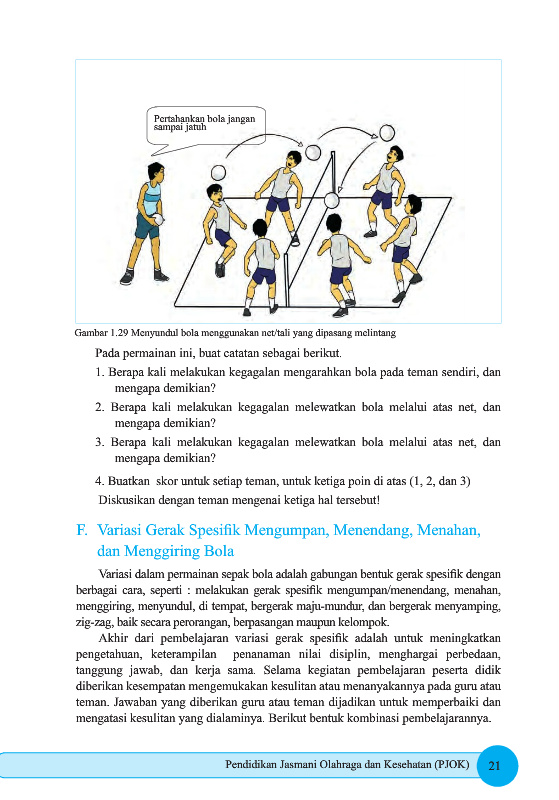 Pertahankan bola jangan
sampai jatuh
Gambar 1.29 Menyundul bola menggunakan net/tali yang dipasang melintang
Pada permainan ini, buat catatan sebagai berikut.
1. Berapa kali melakukan kegagalan mengarahkan bola pada teman sendiri, dan
mengapa demikian?
2. Berapa kali melakukan kegagalan melewatkan bola melalui atas net, dan
mengapa demikian?
3. Berapa kali melakukan kegagalan melewatkan bola melalui atas net, dan
mengapa demikian?
4. Buatkan skor untuk setiap teman, untuk ketiga poin di atas (1, 2, dan 3)
Diskusikan dengan teman mengenai ketiga hal tersebut!
F. Variasi Gerak Spesifik Mengumpan, Menendang, Menahan,
dan Menggiring Bola
Variasi dalam permainan sepak bola adalah gabungan bentuk gerak spesifik dengan
berbagai cara, seperti : melakukan gerak spesifik mengumpan/menendang, menahan,
menggiring, menyundul, di tempat, bergerak maju-mundur, dan bergerak menyamping,
zig-zag, baik secara perorangan, berpasangan maupun kelompok.
Akhir dari pembelajaran variasi gerak spesifik adalah untuk meningkatkan
pengetahuan, keterampilan penanaman nilai disiplin, menghargai perbedaan,
tanggung jawab, dan kerja sama. Selama kegiatan pembelajaran peserta didik
diberikan kesempatan mengemukakan kesulitan atau menanyakannya pada guru atau
teman. Jawaban yang diberikan guru atau teman dijadikan untuk memperbaiki dan
mengatasi kesulitan yang dialaminya. Berikut bentuk kombinasi pembelajarannya.
Pendidikan Jasmani Olahraga dan Kesehatan (PJOK) 21